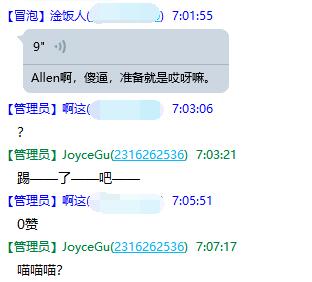 【冒泡】淦饭人(          ) 7:01:55
9"
Allen啊，傻逼，准备就是哎呀嘛。
【管理员】啊这(          ) 7:03:06
?
【管理员】JoyceGu(2316262536) 7:03:21
踢——了——吧——
【管理员】啊这(          ) 7:05:51
0赞
【管理员】JoyceGu(2316262536) 7:07:17
喵喵喵?